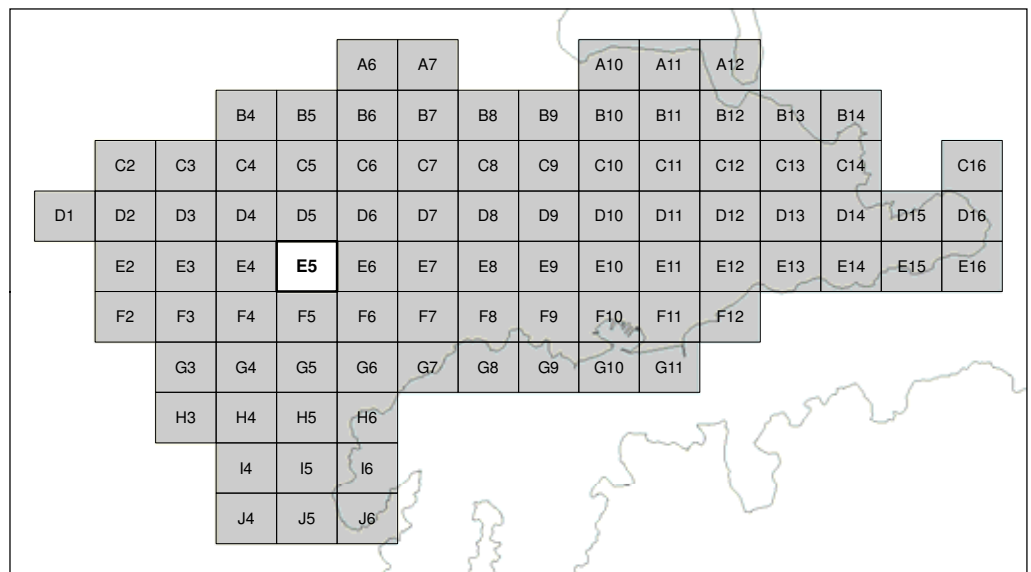 A6 A7 A10 A11 A12
B4 B5 B6 B7 B8 B9 B10 B11 B12 B13 B14
C2 C3 C4 C5 C6 C7 C8 C9 C10 C11 C12 C13 C14 C16
D1 D2 D3 D4 D5 D6 D7 D8 D9 D10 D11 D12 D13 D14 D15 D16
E2 E3 E4 E5 E6 E7 E8 E9 E10 E11 E12 E13 E14 E15 E16
F2 F3 F4 F5 F6 F7 F8 F9 F10 F11 F12
G3 G4 G5 G6 G7 G8 G9 G10 G11
H3 H4 H5 H6
I4 I5 I6
J4 J5 J6